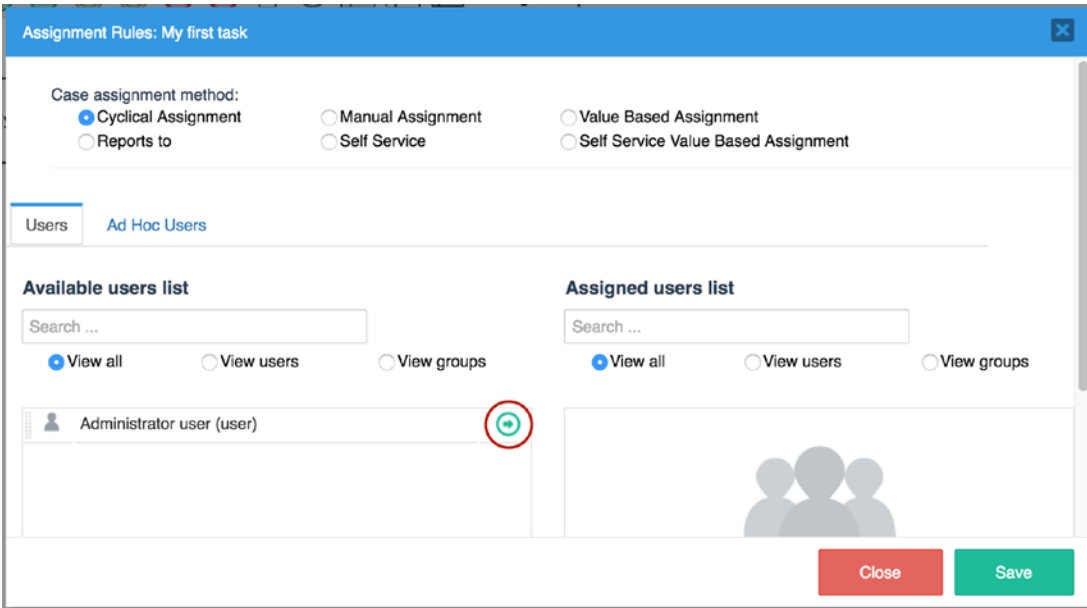 Assignment Rules: My first task
Case assignment method:
Cyclical Assignment Manual Assignment Value Based Assignment
Reports to Self Service Self Service Value Based Assignment
Users Ad Hoc Users
Available users list Assigned users list
Search ... Search ...
View all View users View groups View all View users View groups
Administrator user (user)
Close Save